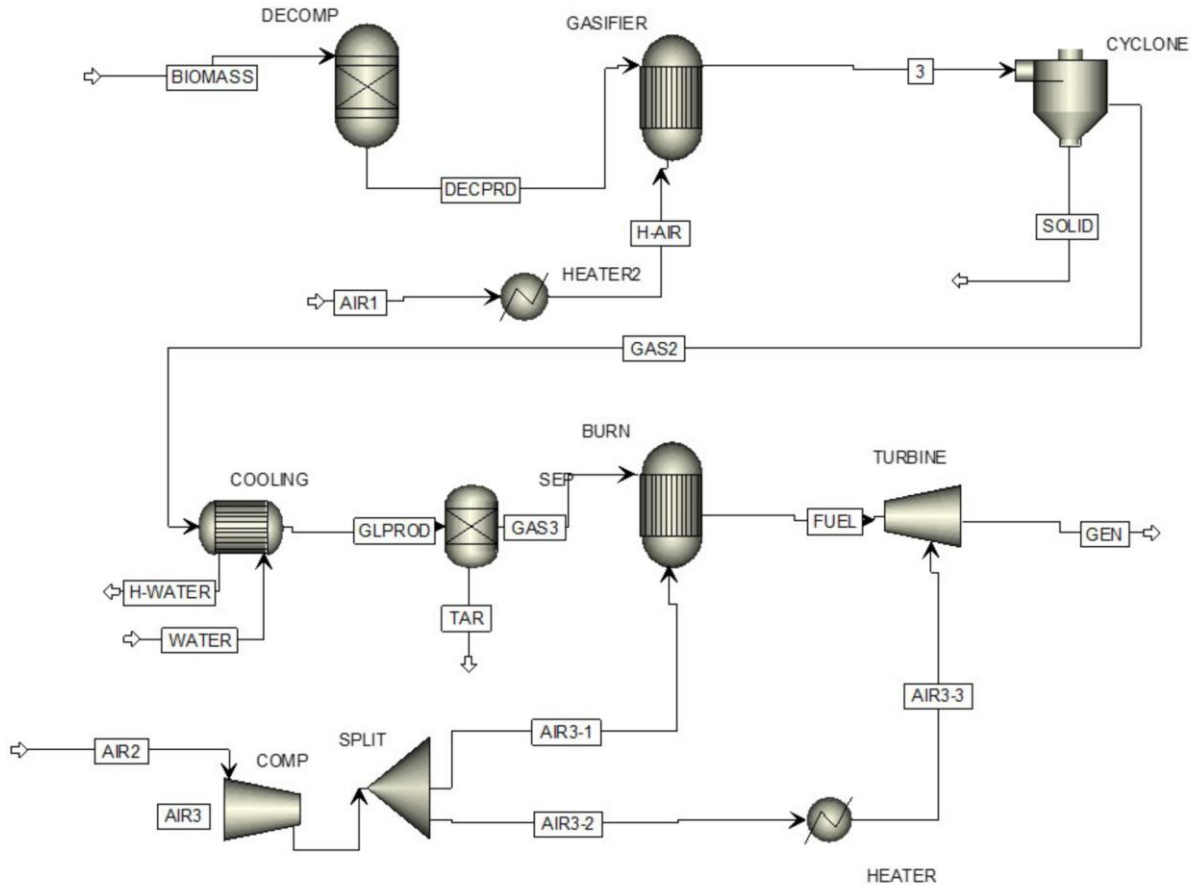 DECOMP
GASIFIER
CYCLONE
BIOMASS
3
DECPRD
H-AIR
SOLID
HEATER2
AIR1
GAS2
BURN
TURBINE
COOLING
SEP
GLPROD
GAS3
FUEL
GEN
H-WATER
TAR
WATER
AIR3-3
AIR3-1
SPLIT
AIR2
COMP
AIR3
AIR3-2
HEATER